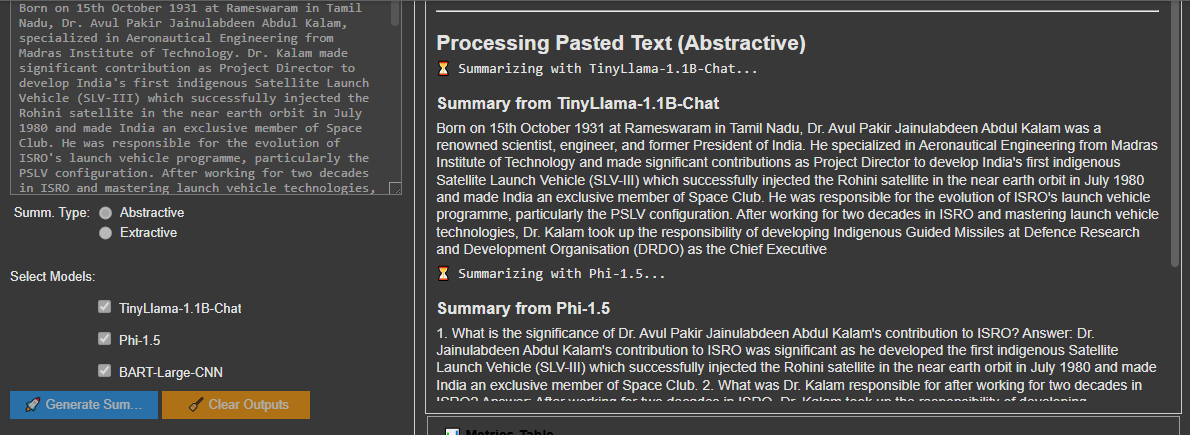 Born on 15th October 1931 at Rameswaram in Tamil
Nadu, Dr. Avul Pakir Jainulabdeen Abdul Kalam,
specialized in Aeronautical Engineering from
Madras Institute of Technology. Dr. Kalam made
significant contribution as Project Director to
develop India's first indigenous Satellite Launch
Vehicle (SLV-III) which successfully injected the
Rohini satellite in the near earth orbit in July
1980 and made India an exclusive member of Space
Club. He was responsible for the evolution of
ISRO's launch vehicle programme, particularly the
PSLV configuration. After working for two decades
in ISRO and mastering launch vehicle technologies,
Summ. Type:
Abstractive
Extractive
Select Models:
TinyLlama-1.1B-Chat
Phi-1.5
BART-Large-CNN
Generate Sum...
Clear Outputs
Processing Pasted Text (Abstractive)
Summarizing with TinyLlama-1.1B-Chat...
Summary from TinyLlama-1.1B-Chat
Born on 15th October 1931 at Rameswaram in Tamil Nadu, Dr. Avul Pakir Jainulabdeen Abdul Kalam was a
renowned scientist, engineer, and former President of India. He specialized in Aeronautical Engineering from Madras
Institute of Technology and made significant contributions as Project Director to develop India's first indigenous
Satellite Launch Vehicle (SLV-III) which successfully injected the Rohini satellite in the near earth orbit in July 1980
and made India an exclusive member of Space Club. He was responsible for the evolution of ISRO's launch vehicle
programme, particularly the PSLV configuration. After working for two decades in ISRO and mastering launch vehicle
technologies, Dr. Kalam took up the responsibility of developing Indigenous Guided Missiles at Defence Research
and Development Organisation (DRDO) as the Chief Executive
Summarizing with Phi-1.5...
Summary from Phi-1.5
1. What is the significance of Dr. Avul Pakir Jainulabdeen Abdul Kalam's contribution to ISRO? Answer: Dr.
Jainulabdeen Abdul Kalam's contribution to ISRO was significant as he developed the first indigenous Satellite
Launch Vehicle (SLV-III) which successfully injected the Rohini satellite in the near earth orbit in July 1980 and made
India an exclusive member of Space Club. 2. What was Dr. Kalam responsible for after working for two decades in
ISRO? Answer: After working for two decades in ISRO, Dr. Kalam took up the responsibility of developing
Metrics Table